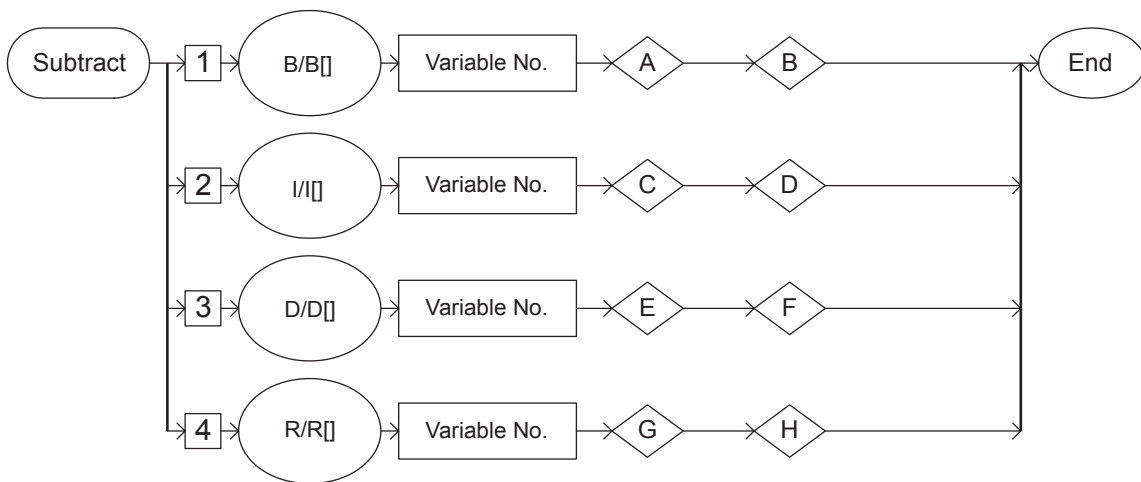 Subtract 1 B/B[] Variable No. A B End
2 I/I[] Variable No. C D
3 D/D[] Variable No. E F
4 R/R[] Variable No. G H